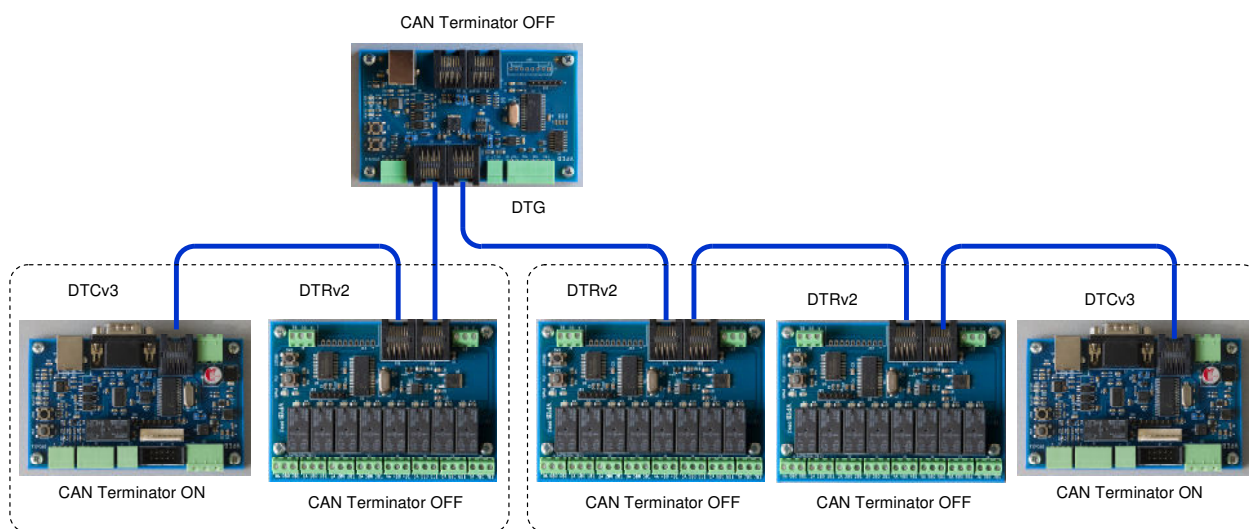 CAN Terminator OFF
DTG
DTCv3
DTRv2
DTRv2
DTRv2
DTCv3
CAN Terminator ON
CAN Terminator OFF
CAN Terminator OFF
CAN Terminator OFF
CAN Terminator ON